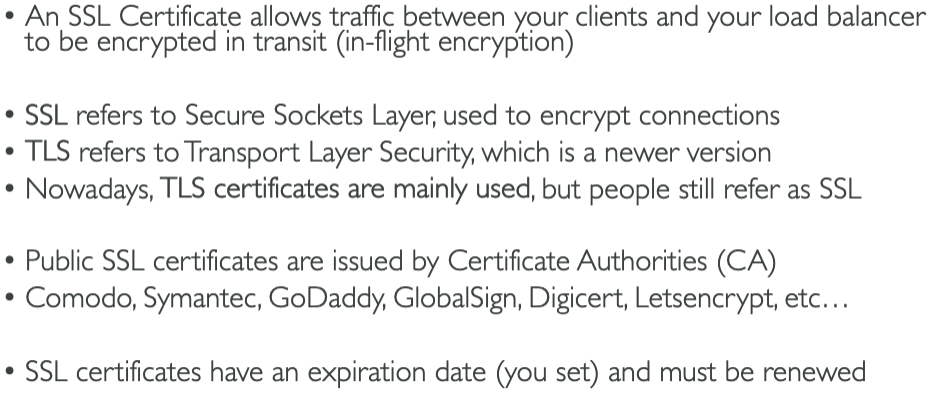 • An SSL Certificate allows traffic between your clients and your load balancer
to be encrypted in transit (in-flight encryption)
• SSL refers to Secure Sockets Layer, used to encrypt connections
• TLS refers to Transport Layer Security, which is a newer version
• Nowadays, TLS certificates are mainly used, but people still refer as SSL
• Public SSL certificates are issued by Certificate Authorities (CA)
• Comodo, Symantec, GoDaddy, GlobalSign, Digicert, Letsencrypt, etc…
• SSL certificates have an expiration date (you set) and must be renewed